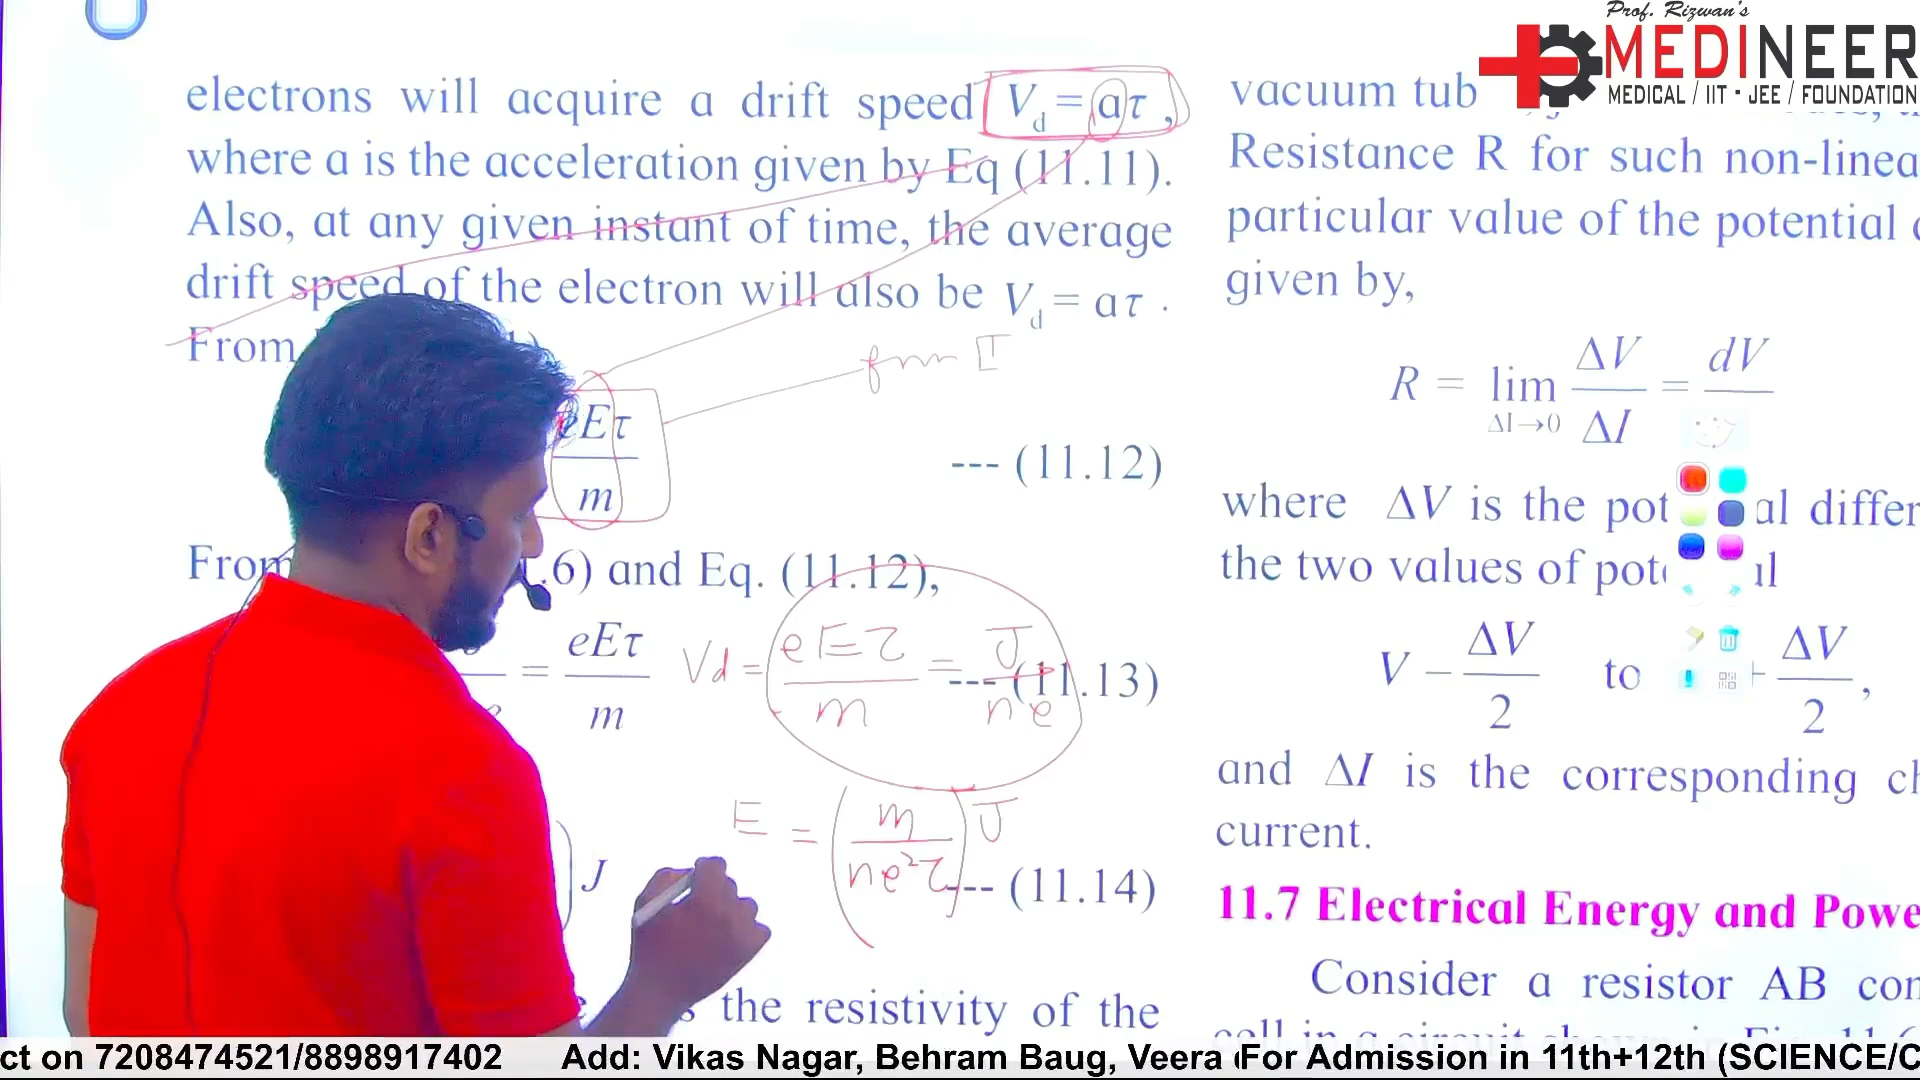 Prof. Rizwan's
MEDINEER
MEDICAL / IIT - JEE / FOUNDATION
electrons will acquire a drift speed V_d = aτ ,
where a is the acceleration given by Eq (11.11).
Also, at any given instant of time, the average
drift speed of the electron will also be V_d = aτ .
From
from
eEτ
m
--- (11.12)
.6) and Eq. (11.12),
= eEτ / m
Vd = eEτ / m = J / ne
--- (11.13)
J
E = (m / ne²τ) J
--- (11.14)
the resistivity of the
vacuum tub
Resistance R for such non-linea
particular value of the potential
given by,
R = lim ΔI→0 ΔV / ΔI = dV
where ΔV is the pot al differ
the two values of pot
V − ΔV / 2 to ΔV / 2 ,
and ΔI is the corresponding
current.
11.7 Electrical Energy and Powe
Consider a resistor AB con
ct on 7208474521/8898917402 Add: Vikas Nagar, Behram Baug, Veera For Admission in 11th+12th (SCIENCE/C